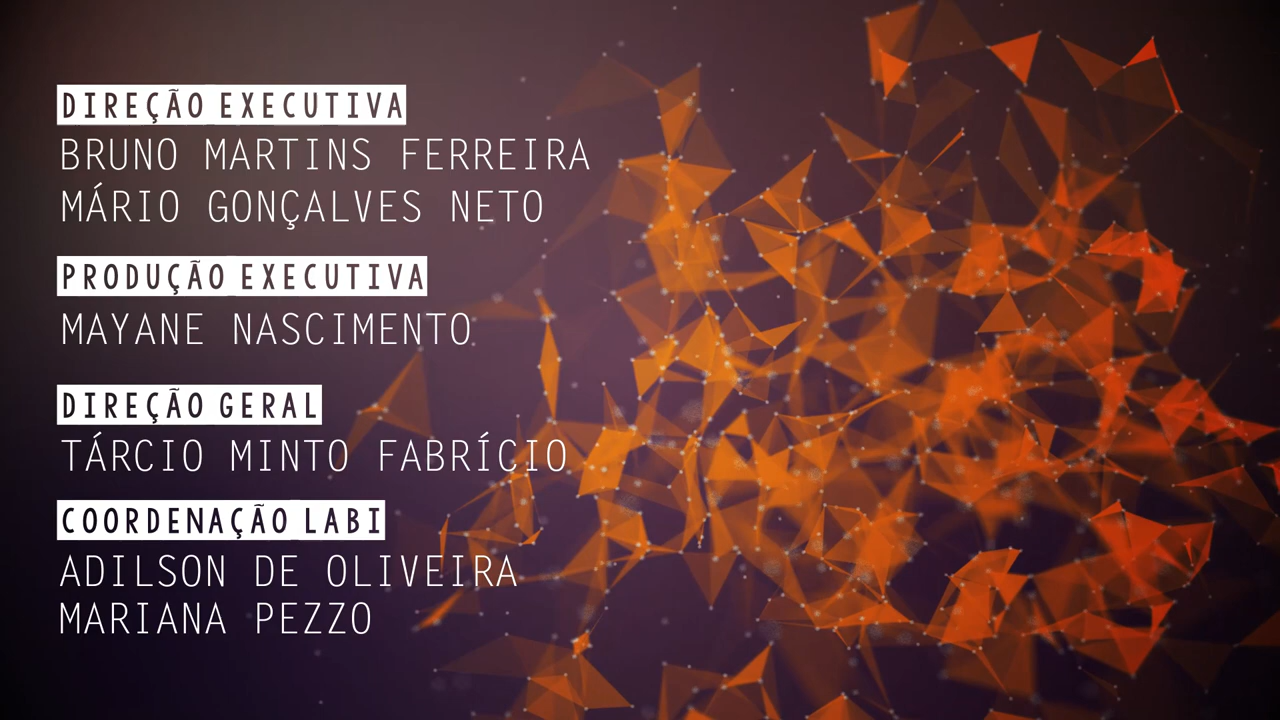 DIREÇÃO EXECUTIVA
BRUNO MARTINS FERREIRA
MÁRIO GONÇALVES NETO
PRODUÇÃO EXECUTIVA
MAYANE NASCIMENTO
DIREÇÃO GERAL
TÁRCIO MINTO FABRÍCIO
COORDENAÇÃO LABI
ADILSON DE OLIVEIRA
MARIANA PEZZO